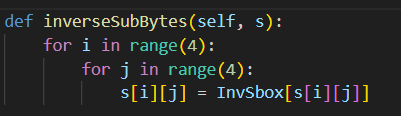 def inverseSubBytes(self, s):
    for i in range(4):
        for j in range(4):
            s[i][j] = InvSbox[s[i][j]]